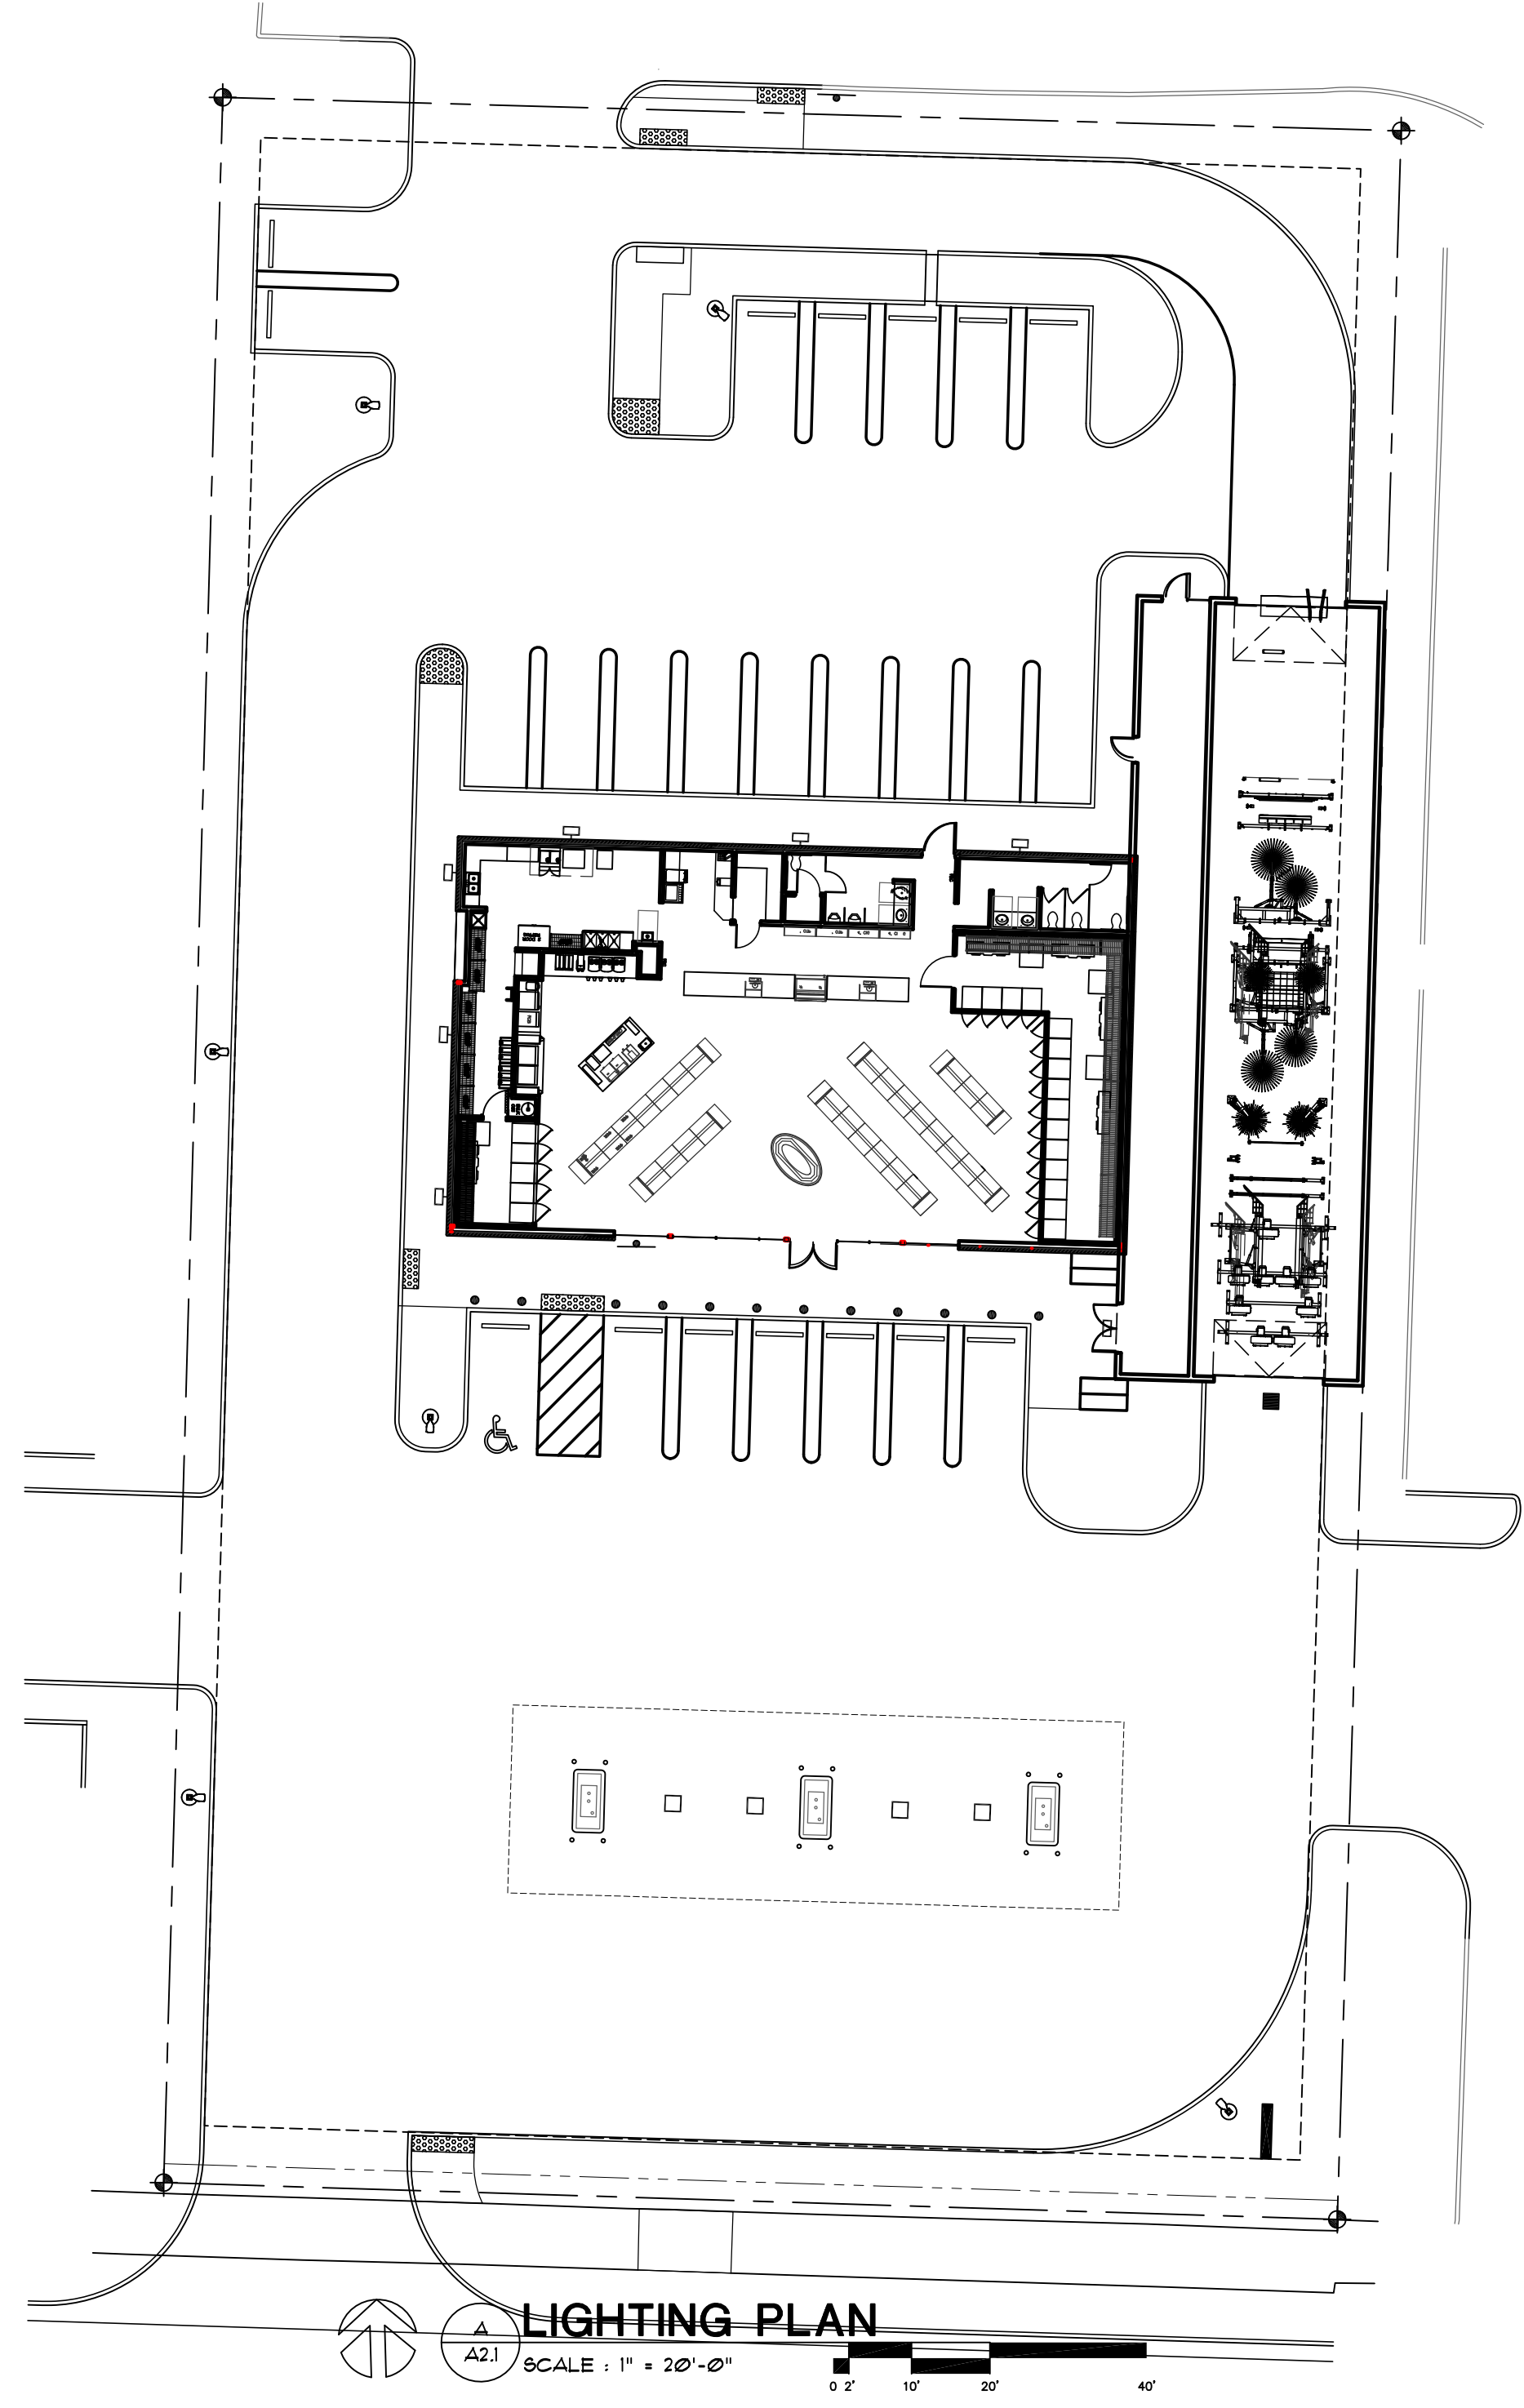 A
A2.1
LIGHTING PLAN
SCALE : 1" = 20'-0"
0 2' 10' 20' 40'